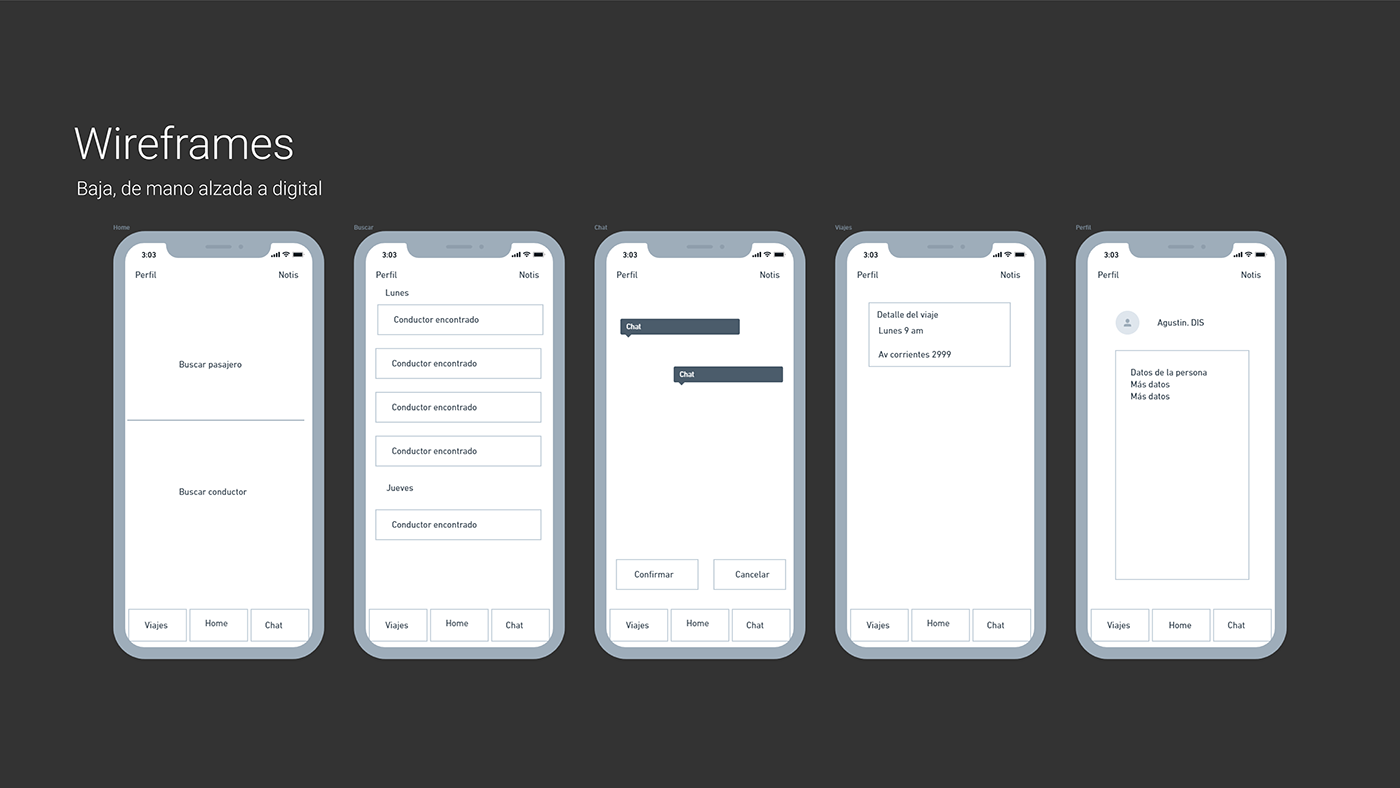 Wireframes
Baja, de mano alzada a digital
Home
3:03
Perfil Notis
Buscar pasajero
Buscar conductor
Viajes Home Chat
Buscar
3:03
Perfil Notis
Lunes
Conductor encontrado
Conductor encontrado
Conductor encontrado
Conductor encontrado
Jueves
Conductor encontrado
Viajes Home Chat
Chat
3:03
Perfil Notis
Chat
Chat
Confirmar Cancelar
Viajes Home Chat
Viajes
3:03
Perfil Notis
Detalle del viaje
Lunes 9 am
Av corrientes 2999
Viajes Home Chat
Perfil
3:03
Perfil Notis
Agustin. DIS
Datos de la persona
Más datos
Más datos
Viajes Home Chat